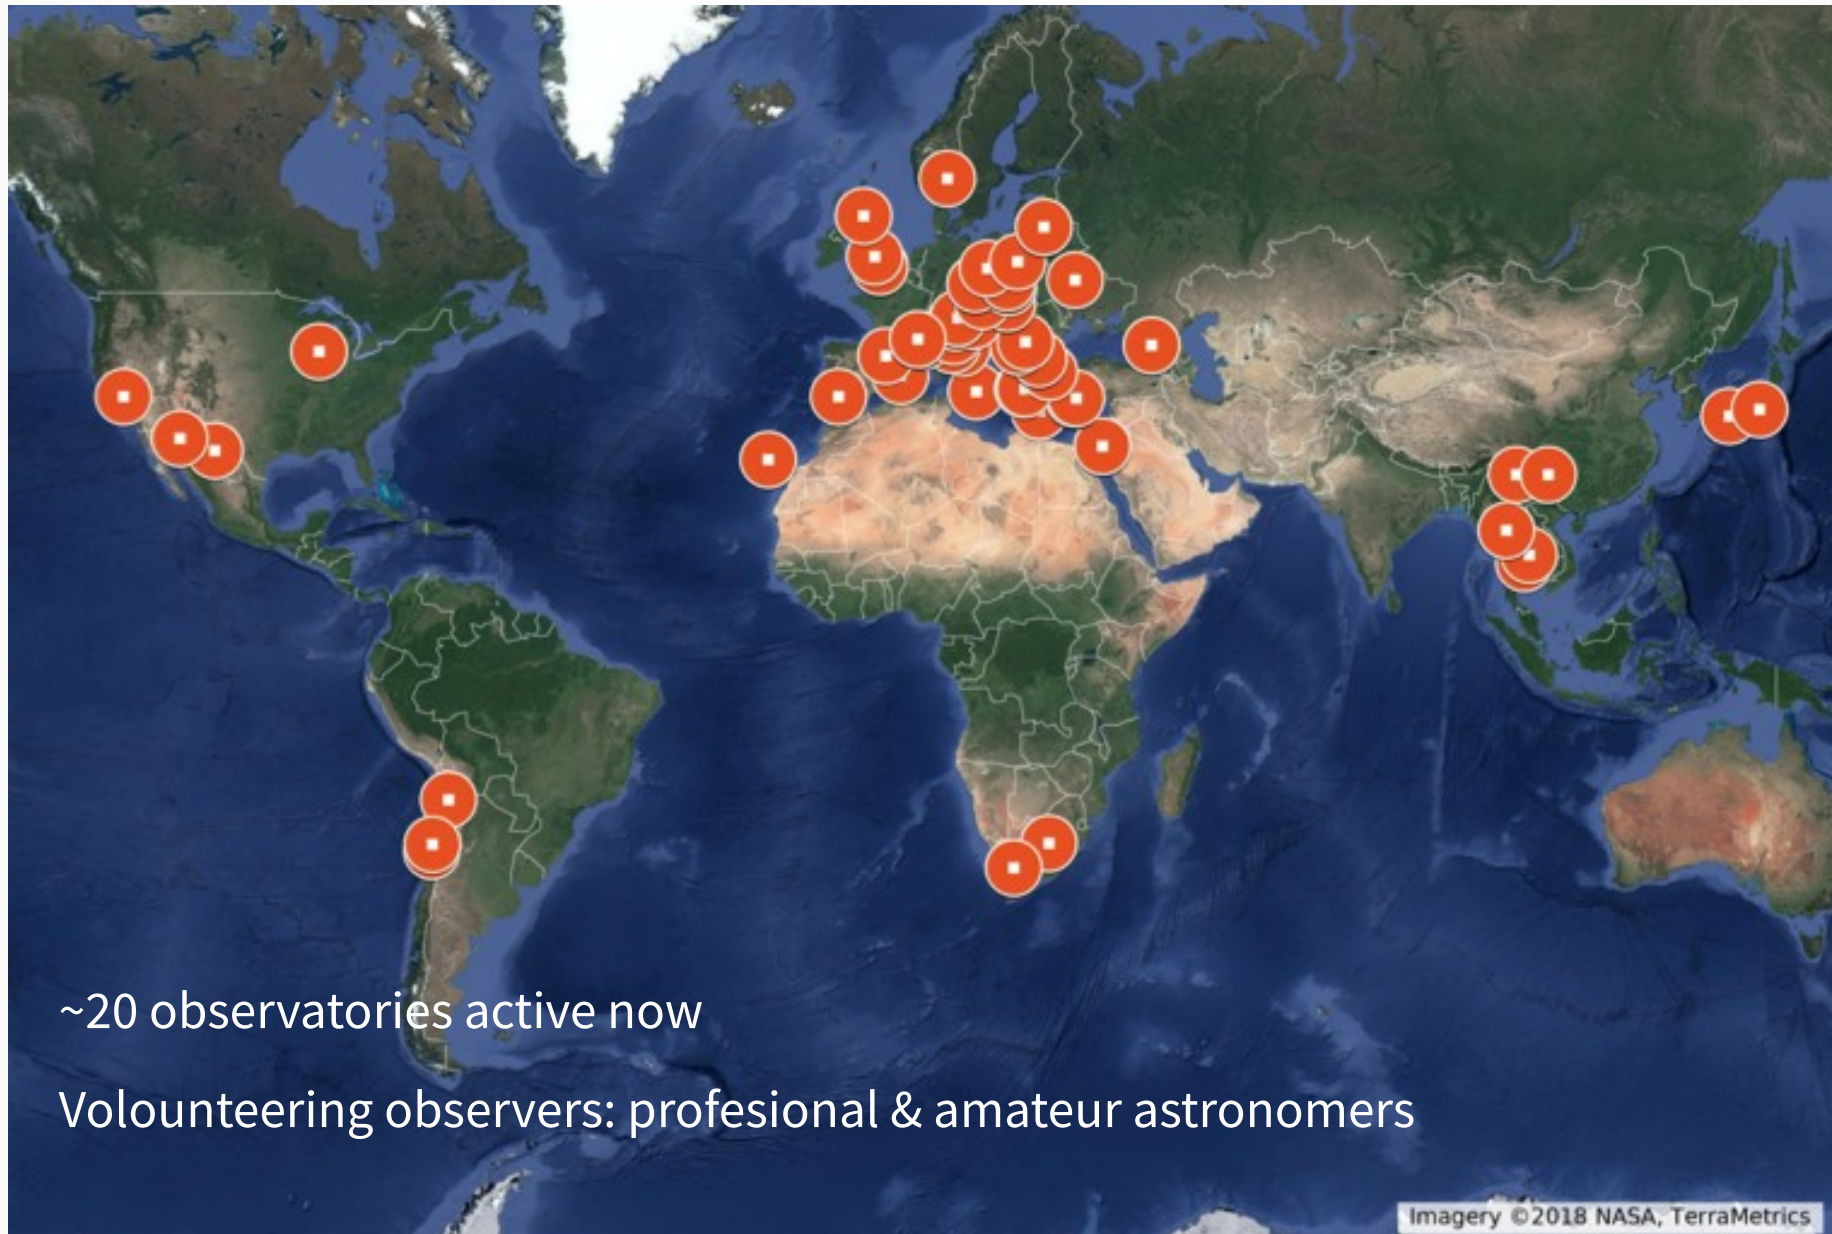 ~20 observatories active now
Volounteering observers: profesional & amateur astronomers
Imagery ©2018 NASA, TerraMetrics